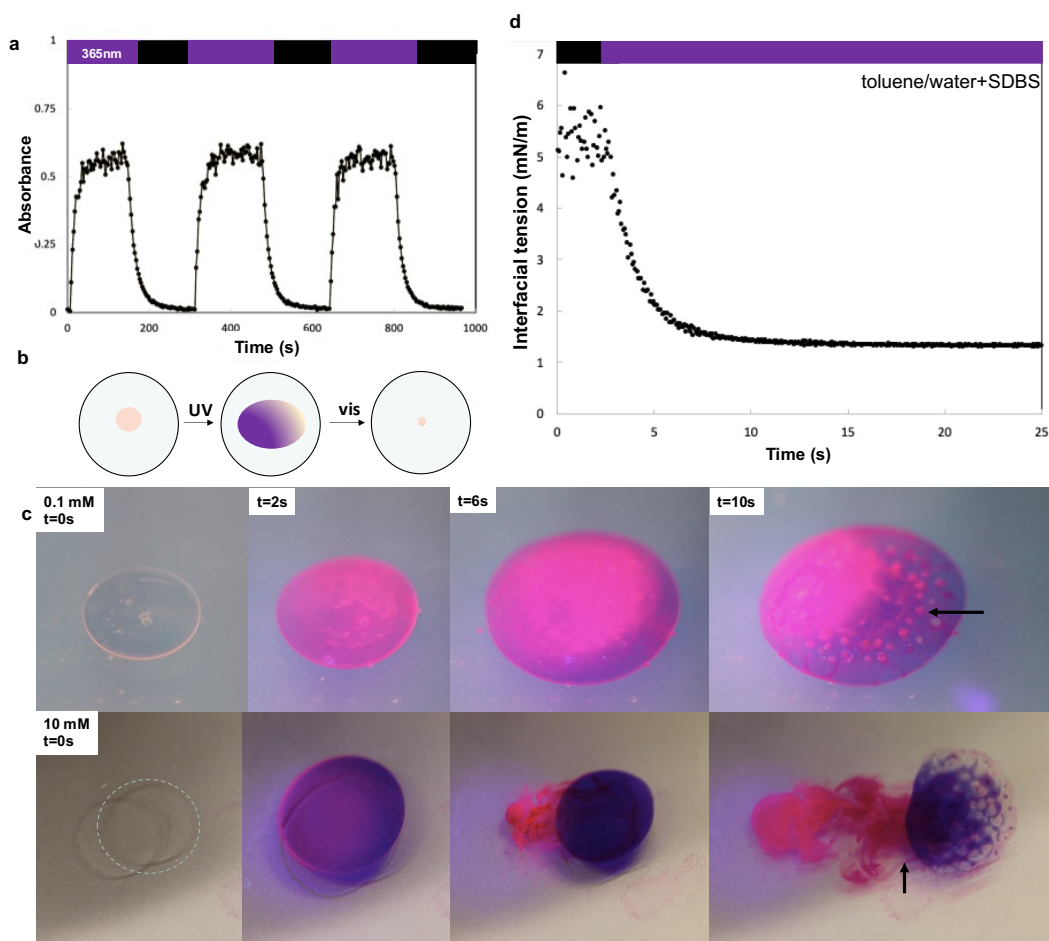 a
365nm
1
0.75
0.5
0.25
0
Absorbance
0
200
400
600
800
1000
Time (s)
b
UV
vis
d
7
6
5
4
3
2
1
0
Interfacial tension (mN/m)
toluene/water+SDBS
0
5
10
15
20
25
Time (s)
c
0.1 mM
t=0s
t=2s
t=6s
t=10s
10 mM
t=0s